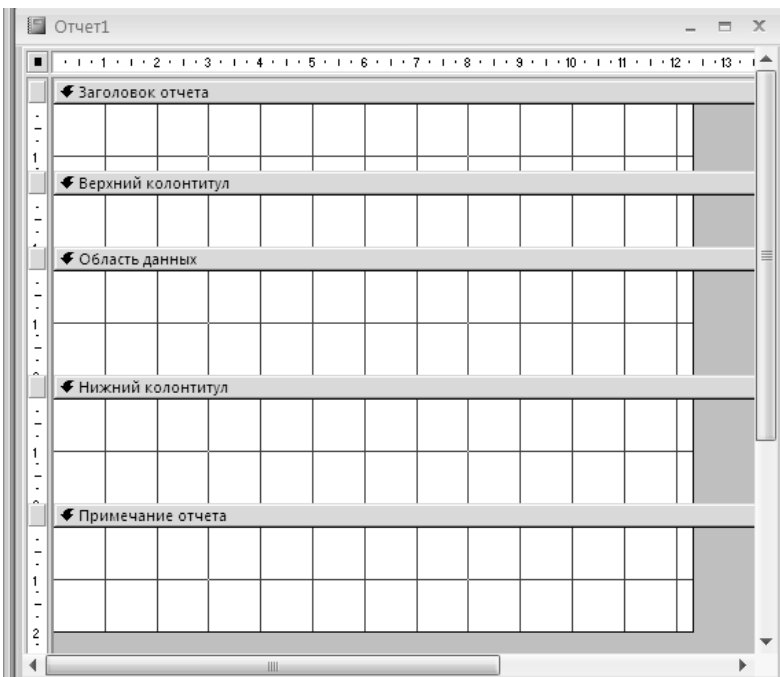 Отчет1
1 2 3 4 5 6 7 8 9 10 11 12 13
Заголовок отчета
1
Верхний колонтитул
Область данных
1
Нижний колонтитул
1
Примечание отчета
1
2